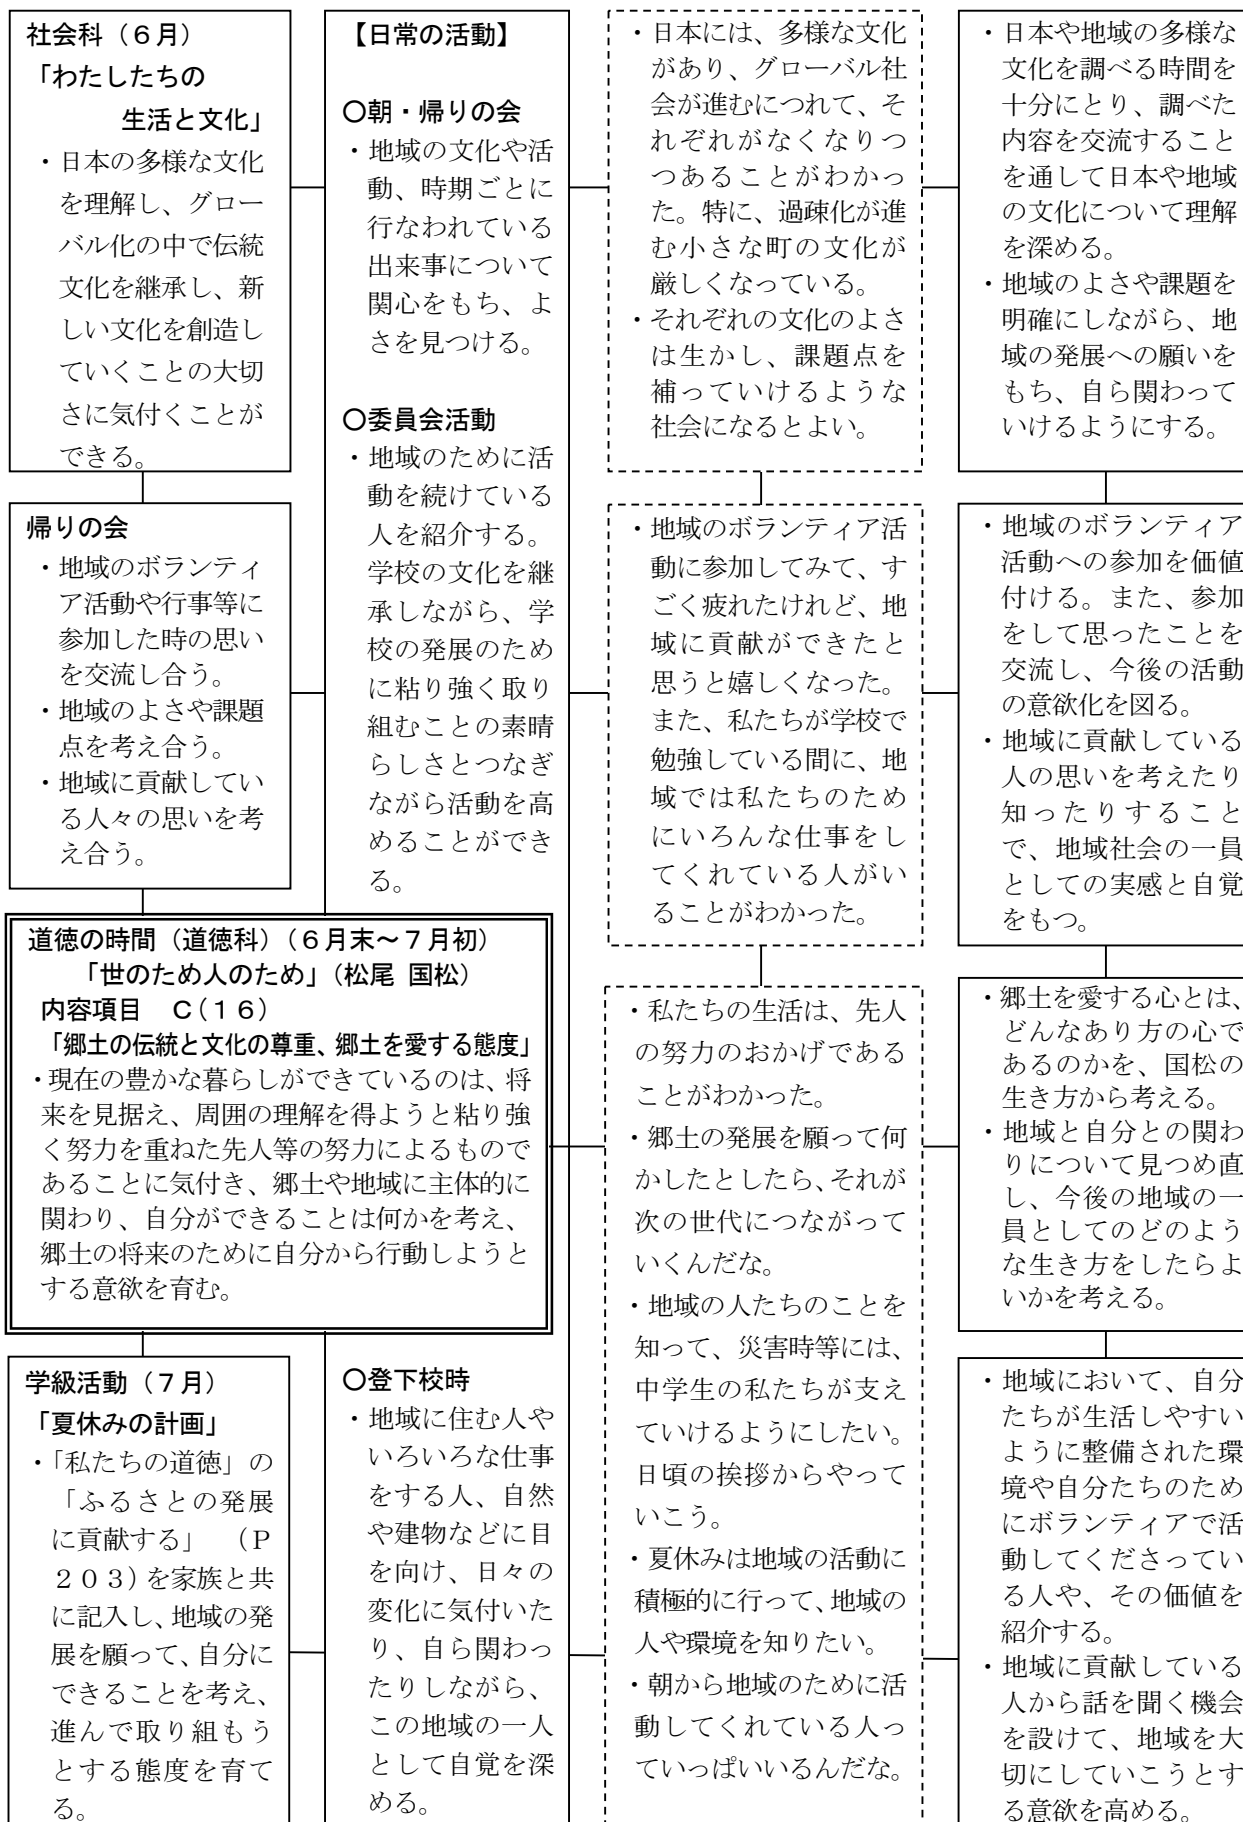 社会科（６月）
「わたしたちの
生活と文化」
・日本の多様な文化
を理解し、グロー
バル化の中で伝統
文化を継承し、新
しい文化を創造し
ていくことの大切
さに気付くことが
できる。
帰りの会
・地域のボランティ
ア活動や行事等に
参加した時の思い
を交流し合う。
・地域のよさや課題
点を考え合う。
・地域に貢献してい
る人々の思いを考
え合う。
【日常の活動】
○朝・帰りの会
・地域の文化や活
動、時期ごとに
行なわれている
出来事について
関心をもち、よ
さを見つける。
○委員会活動
・地域のために活
動を続けている
人を紹介する。
学校の文化を継
承しながら、学
校の発展のため
に粘り強く取り
組むことの素晴
らしさとつなぎ
ながら活動を高
めることができ
る。
道徳の時間（道徳科）（６月末～７月初）
「世のため人のため」（松尾 国松）
内容項目 Ｃ（１６）
「郷土の伝統と文化の尊重、郷土を愛する態度」
・現在の豊かな暮らしができているのは、将
来を見据え、周囲の理解を得ようと粘り強
く努力を重ねた先人等の努力によるもので
あることに気付き、郷土や地域に主体的に
関わり、自分ができることは何かを考え、
郷土の将来のために自分から行動しようと
する意欲を育む。
学級活動（７月）
「夏休みの計画」
・「私たちの道徳」の
「ふるさとの発展
に貢献する」 （Ｐ
２０３）を家族と共
に記入し、地域の発
展を願って、自分に
できることを考え、
進んで取り組もう
とする態度を育て
る。
○登下校時
・地域に住む人や
いろいろな仕事
をする人、自然
や建物などに目
を向け、日々の
変化に気付いた
り、自ら関わっ
たりしながら、
この地域の一人
として自覚を深
める。
・日本には、多様な文化
があり、グローバル社
会が進むにつれて、そ
れぞれがなくなりつ
つあることがわかっ
た。特に、過疎化が進
む小さな町の文化が
厳しくなっている。
・それぞれの文化のよさ
は生かし、課題点を
補っていけるような
社会になるとよい。
・地域のボランティア活
動に参加してみて、す
ごく疲れたけれど、地
域に貢献ができたと
思うと嬉しくなった。
また、私たちが学校で
勉強している間に、地
域では私たちのため
にいろんな仕事をし
てくれている人がい
ることがわかった。
・私たちの生活は、先人
の努力のおかげである
ことがわかった。
・郷土の発展を願って何
かしたとしたら、それが
次の世代につながって
いくんだな。
・地域の人たちのことを
知って、災害時等には、
中学生の私たちが支え
ていけるようにしたい。
日頃の挨拶からやって
いこう。
・夏休みは地域の活動に
積極的に行って、地域の
人や環境を知りたい。
・朝から地域のために活
動してくれている人っ
ていっぱいいるんだな。
・日本や地域の多様な
文化を調べる時間を
十分にとり、調べた
内容を交流すること
を通して日本や地域
の文化について理解
を深める。
・地域のよさや課題を
明確にしながら、地
域の発展への願いを
もち、自ら関わって
いけるようにする。
・地域のボランティア
活動への参加を価値
付ける。また、参加
をして思ったことを
交流し、今後の活動
の意欲化を図る。
・地域に貢献している
人の思いを考えたり
知ったりすること
で、地域社会の一員
としての実感と自覚
をもつ。
・郷土を愛する心とは、
どんなあり方の心で
あるのかを、国松の
生き方から考える。
・地域と自分との関わ
りについて見つめ直
し、今後の地域の一
員としてのどのよう
な生き方をしたらよ
いかを考える。
・地域において、自分
たちが生活しやすい
ように整備された環
境や自分たちのため
にボランティアで活
動してくださってい
る人や、その価値を
紹介する。
・地域に貢献している
人から話を聞く機会
を設けて、地域を大
切にしていこうとす
る意欲を高める。